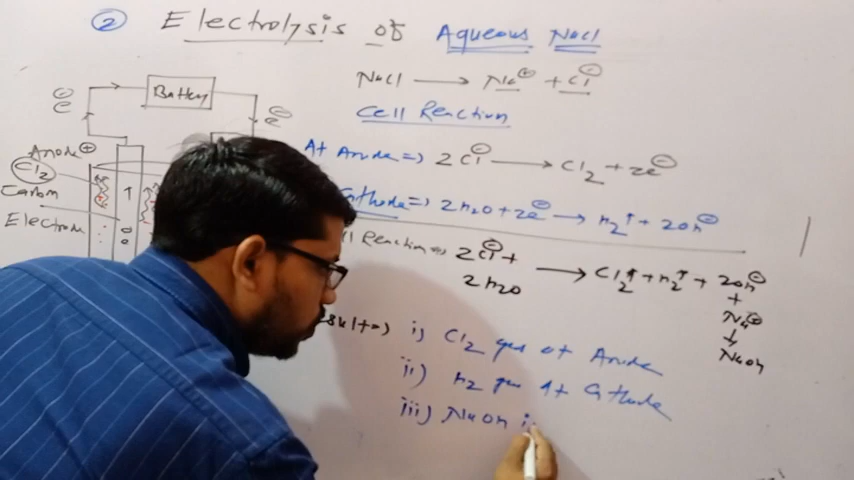 ② Electrolysis of Aqueous NaCl
NaCl → Na⊕ + Cl⊖
Cell Reaction
Battery
e⊖
e⊖
Anode⊕
Cl2
Carbon
Electrode
At Anode ⇒ 2Cl⊖ → Cl2 + 2e⊖
Cathode ⇒ 2H2O + 2e⊖ → H2↑ + 2OH⊖
Reaction ⇒ 2Cl⊖ +
2H2O → Cl2↑ + H2↑ + 2OH⊖
+
Na⊕
↓
NaOH
i) Cl2 gas at Anode
ii) H2 gas At Cathode
iii) NaOH i